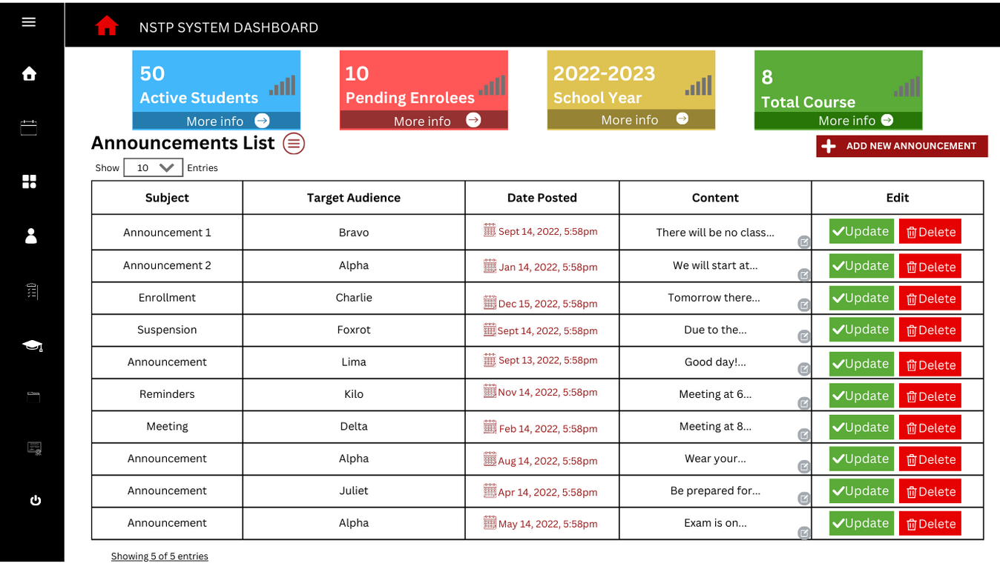 NSTP SYSTEM DASHBOARD
50
Active Students
More info
10
Pending Enrolees
More info
2022-2023
School Year
More info
8
Total Course
More info
Announcements List
ADD NEW ANNOUNCEMENT
Show 10 Entries
Subject Target Audience Date Posted Content Edit
Announcement 1 Bravo Sept 14, 2022, 5:58pm There will be no class... Update Delete
Announcement 2 Alpha Jan 14, 2022, 5:58pm We will start at... Update Delete
Enrollment Charlie Dec 15, 2022, 5:58pm Tomorrow there... Update Delete
Suspension Foxrot Sept 14, 2022, 5:58pm Due to the... Update Delete
Announcement Lima Sept 13, 2022, 5:58pm Good day!... Update Delete
Reminders Kilo Nov 14, 2022, 5:58pm Meeting at 6... Update Delete
Meeting Delta Feb 14, 2022, 5:58pm Meeting at 8... Update Delete
Announcement Alpha Aug 14, 2022, 5:58pm Wear your... Update Delete
Announcement Juliet Apr 14, 2022, 5:58pm Be prepared for... Update Delete
Announcement Alpha May 14, 2022, 5:58pm Exam is on... Update Delete
Showing 5 of 5 entries